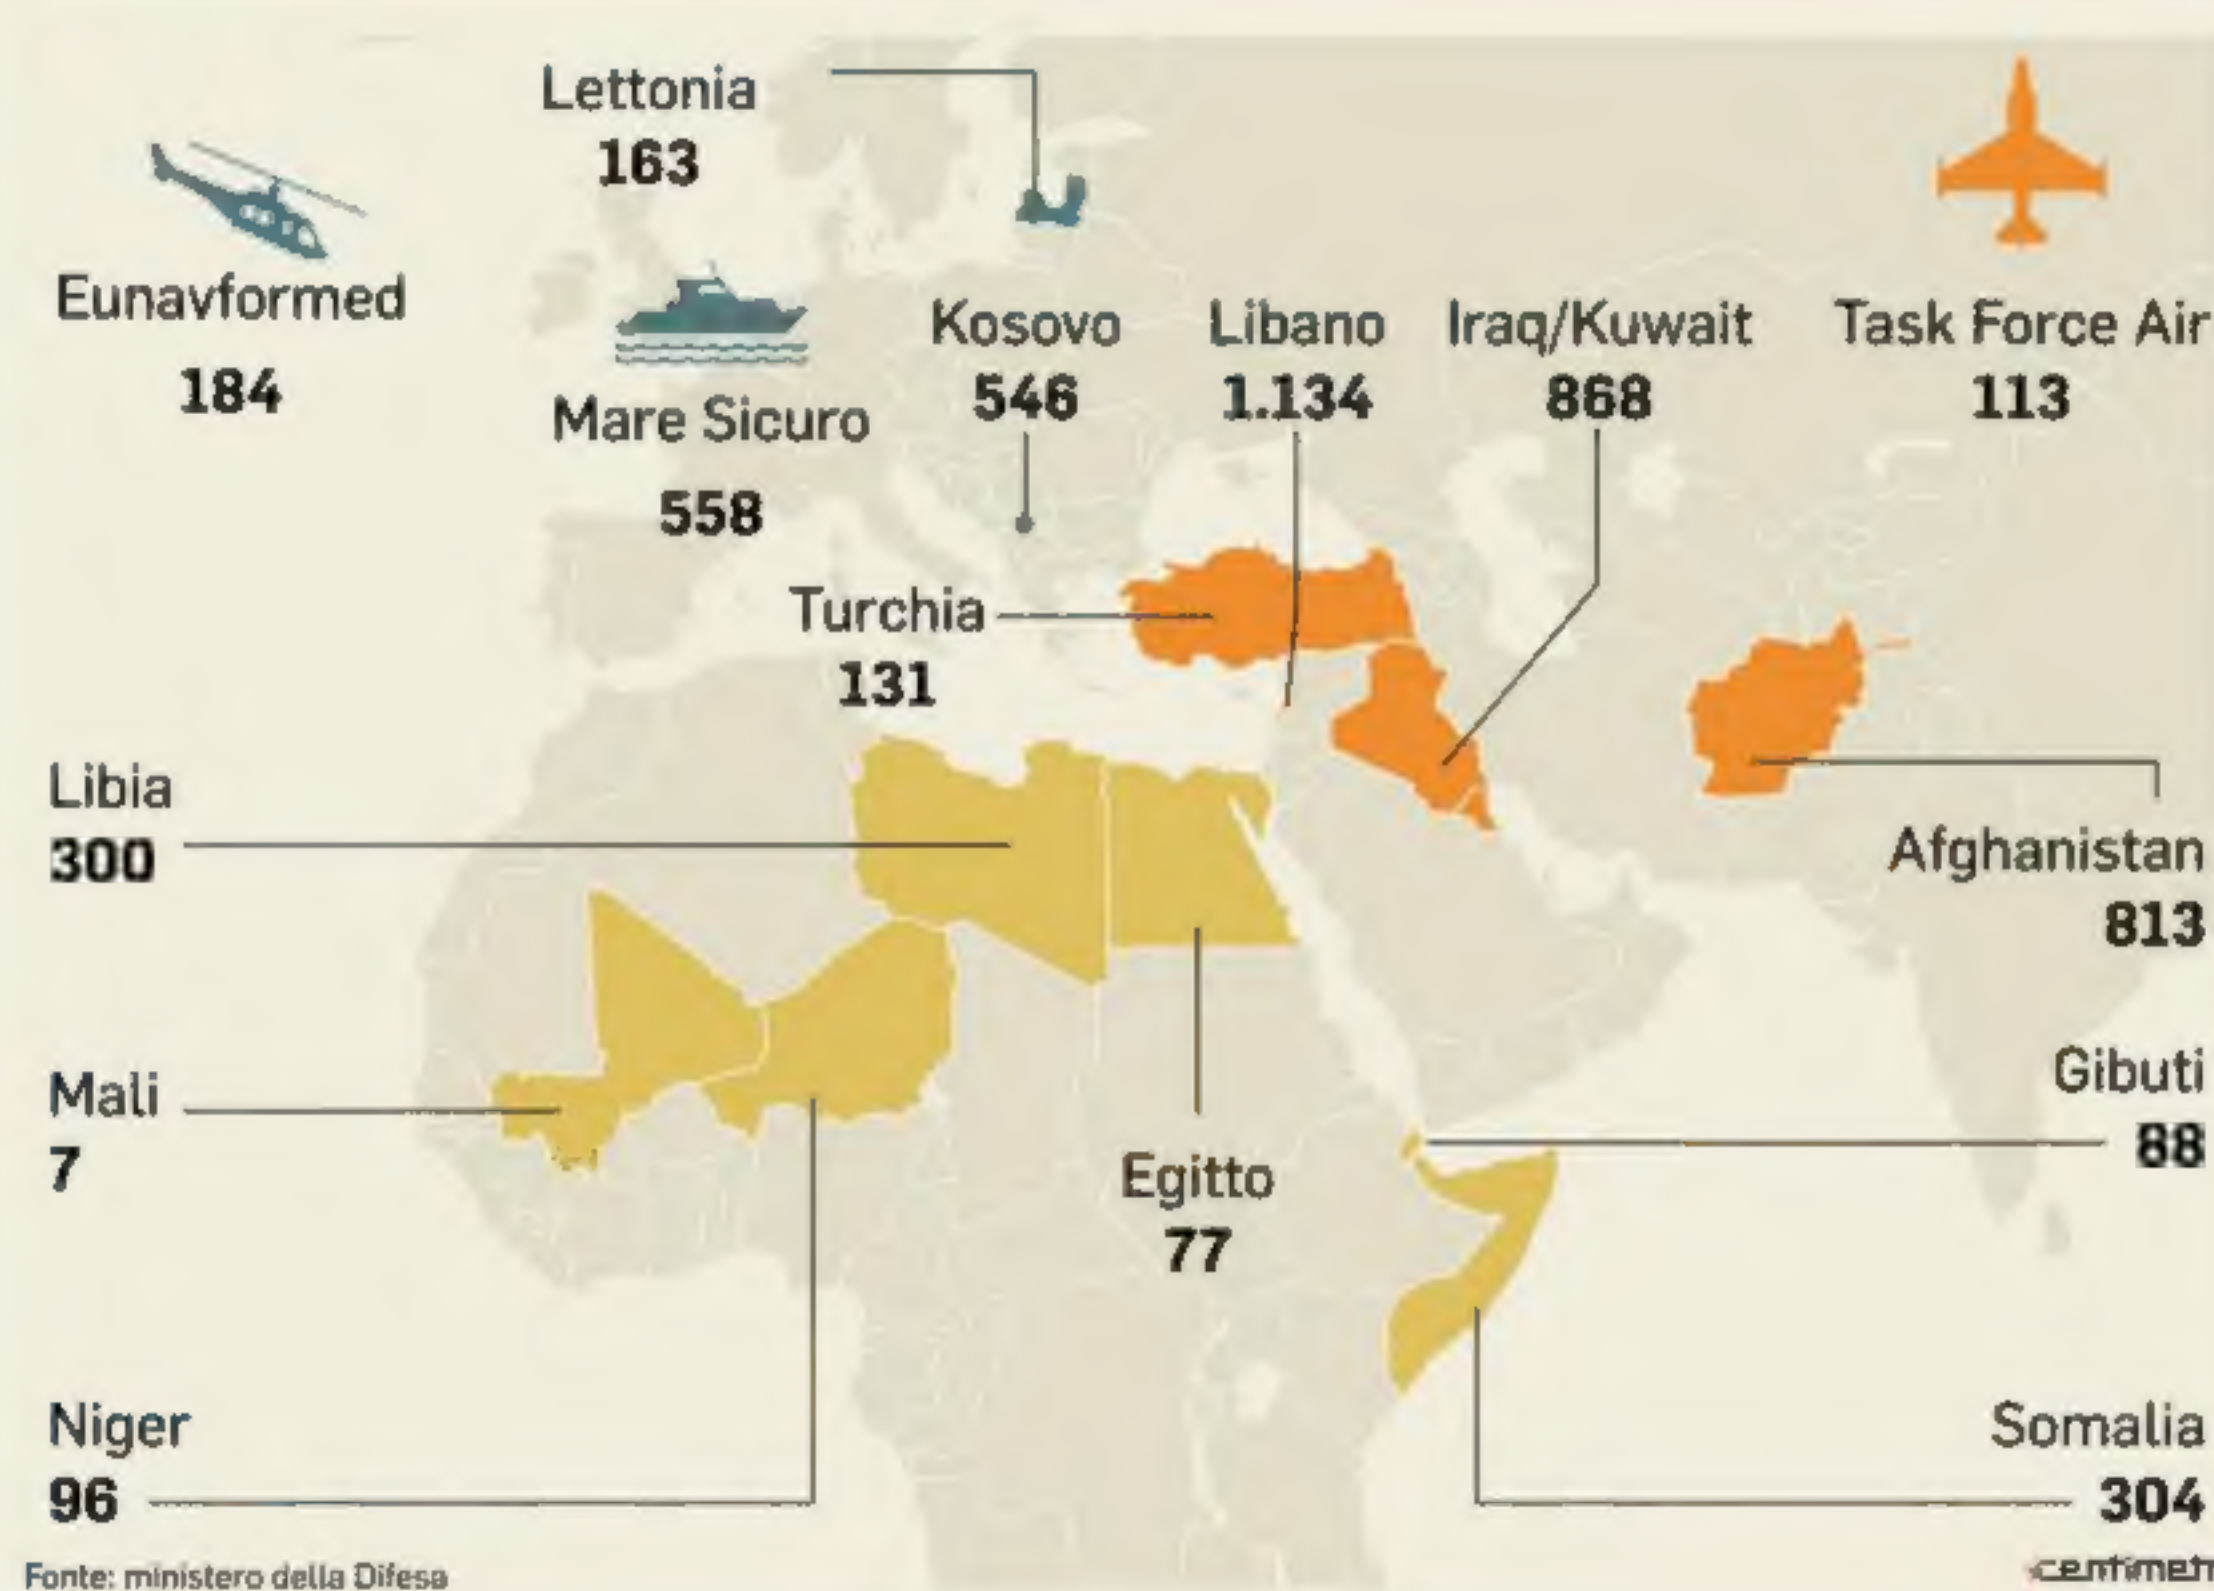 Lettonia
163
Eunavformed
184
Mare Sicuro
558
Kosovo
546
Libano
1.134
Iraq/Kuwait
868
Task Force Air
113
Turchia
131
Libia
300
Afghanistan
813
Mali
7
Egitto
77
Gibuti
88
Niger
96
Somalia
304
Fonte: ministero della Difesa